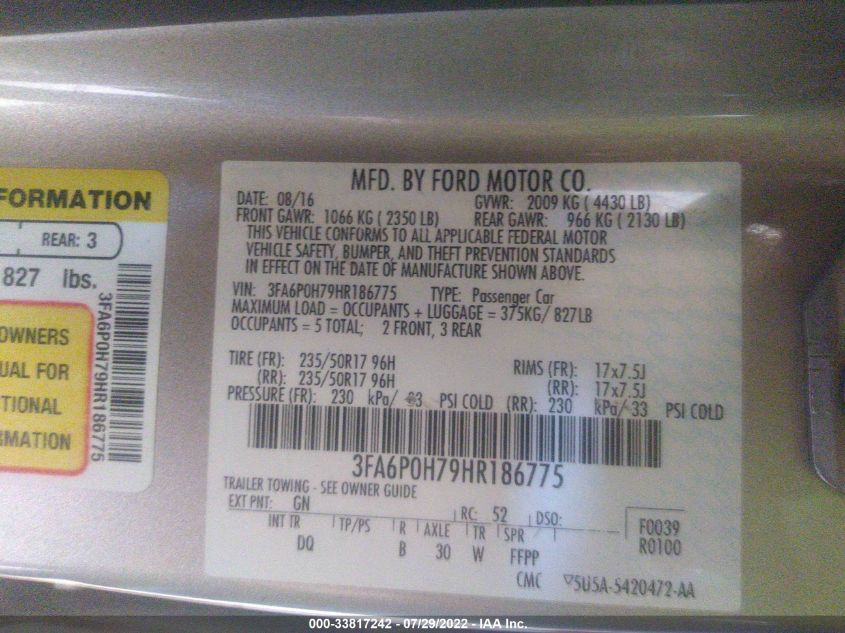 FORMATION
REAR: 3
827 lbs.
OWNERS
UAL FOR
TIONAL
RMATION
3FA6P0H79HR186775
MFD. BY FORD MOTOR CO.
DATE: 08/16 GVWR: 2009 KG ( 4430 LB)
FRONT GAWR: 1066 KG ( 2350 LB) REAR GAWR: 966 KG ( 2130 LB)
THIS VEHICLE CONFORMS TO ALL APPLICABLE FEDERAL MOTOR
VEHICLE SAFETY, BUMPER, AND THEFT PREVENTION STANDARDS
IN EFFECT ON THE DATE OF MANUFACTURE SHOWN ABOVE.
VIN: 3FA6P0H79HR186775 TYPE: Passenger Car
MAXIMUM LOAD = OCCUPANTS + LUGGAGE = 375KG/ 827LB
OCCUPANTS = 5 TOTAL; 2 FRONT, 3 REAR
TIRE (FR): 235/50R17 96H RIMS (FR): 17x7.5J
(RR): 235/50R17 96H (RR): 17x7.5J
PRESSURE (FR): 230 kPa/ 33 PSI COLD (RR): 230 kPa/ 33 PSI COLD
3FA6P0H79HR186775
TRAILER TOWING - SEE OWNER GUIDE
EXT PNT: GN RC: 52 DSO: F0039
INT TR TP/PS R AXLE TR SPR R0100
DQ B 30 W FFPP
CMC 5U5A-5420472-AA
000-33817242 - 07/29/2022 - IAA Inc.